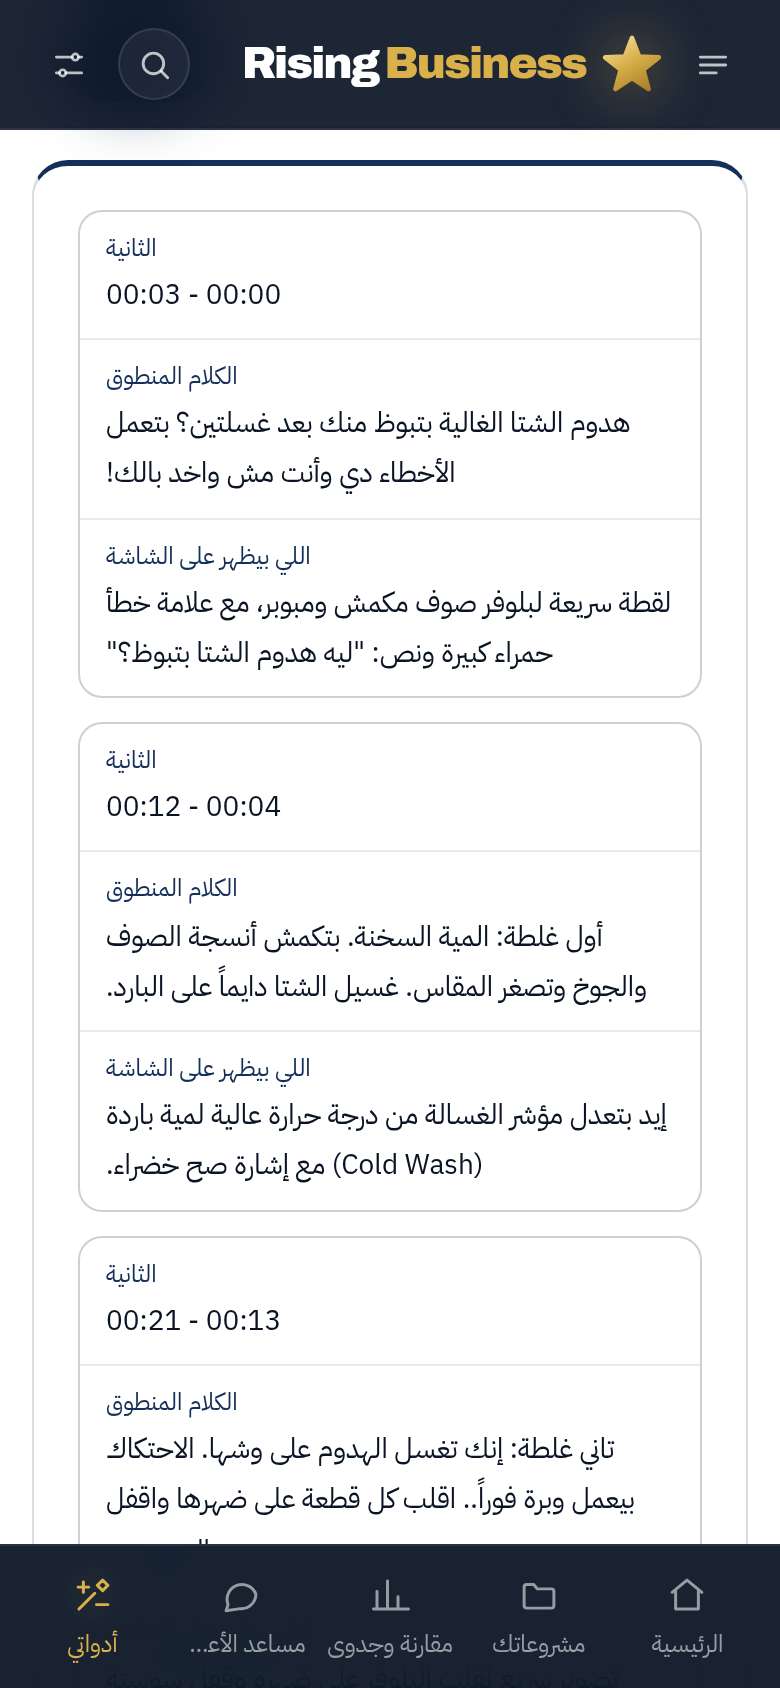 Rising Business
الثانية
00:03 - 00:00
الكلام المنطوق
هدوم الشتا الغالية بتبوظ منك بعد غسلتين؟ بتعمل
الأخطاء دي وأنت مش واخد بالك!
اللي بيظهر على الشاشة
لقطة سريعة لبلوفر صوف مكمش ومبوبر، مع علامة خطأ
حمراء كبيرة ونص: "ليه هدوم الشتا بتبوظ؟"
الثانية
00:12 - 00:04
الكلام المنطوق
أول غلطة: المية السخنة. بتكمش أنسجة الصوف
والجوخ وتصغر المقاس. غسيل الشتا دايماً على البارد.
اللي بيظهر على الشاشة
إيد بتعدل مؤشر الغسالة من درجة حرارة عالية لمية باردة
(Cold Wash) مع إشارة صح خضراء.
الثانية
00:21 - 00:13
الكلام المنطوق
تاني غلطة: إنك تغسل الهدوم على وشها. الاحتكاك
بيعمل وبرة فوراً.. اقلب كل قطعة على ضهرها واقفل
الرئيسية
مشروعاتك
مقارنة وجدوى
مساعد الأع...
أدواتي